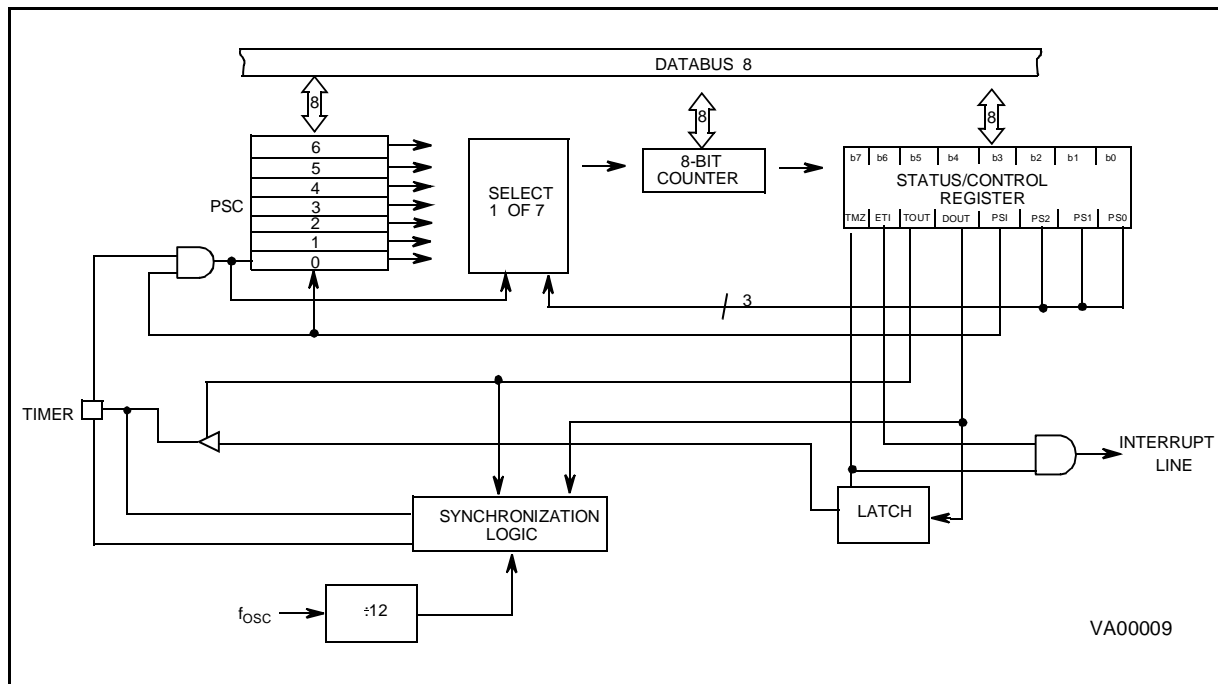 DATABUS 8
8
8
8
6
5
4
3
2
1
0
PSC
SELECT
1 OF 7
8-BIT
COUNTER
b7 b6 b5 b4 b3 b2 b1 b0
STATUS/CONTROL
REGISTER
TMZ ETI TOUT DOUT PSI PS2 PS1 PS0
3
TIMER
INTERRUPT
LINE
SYNCHRONIZATION
LOGIC
LATCH
fOSC
÷12
VA00009